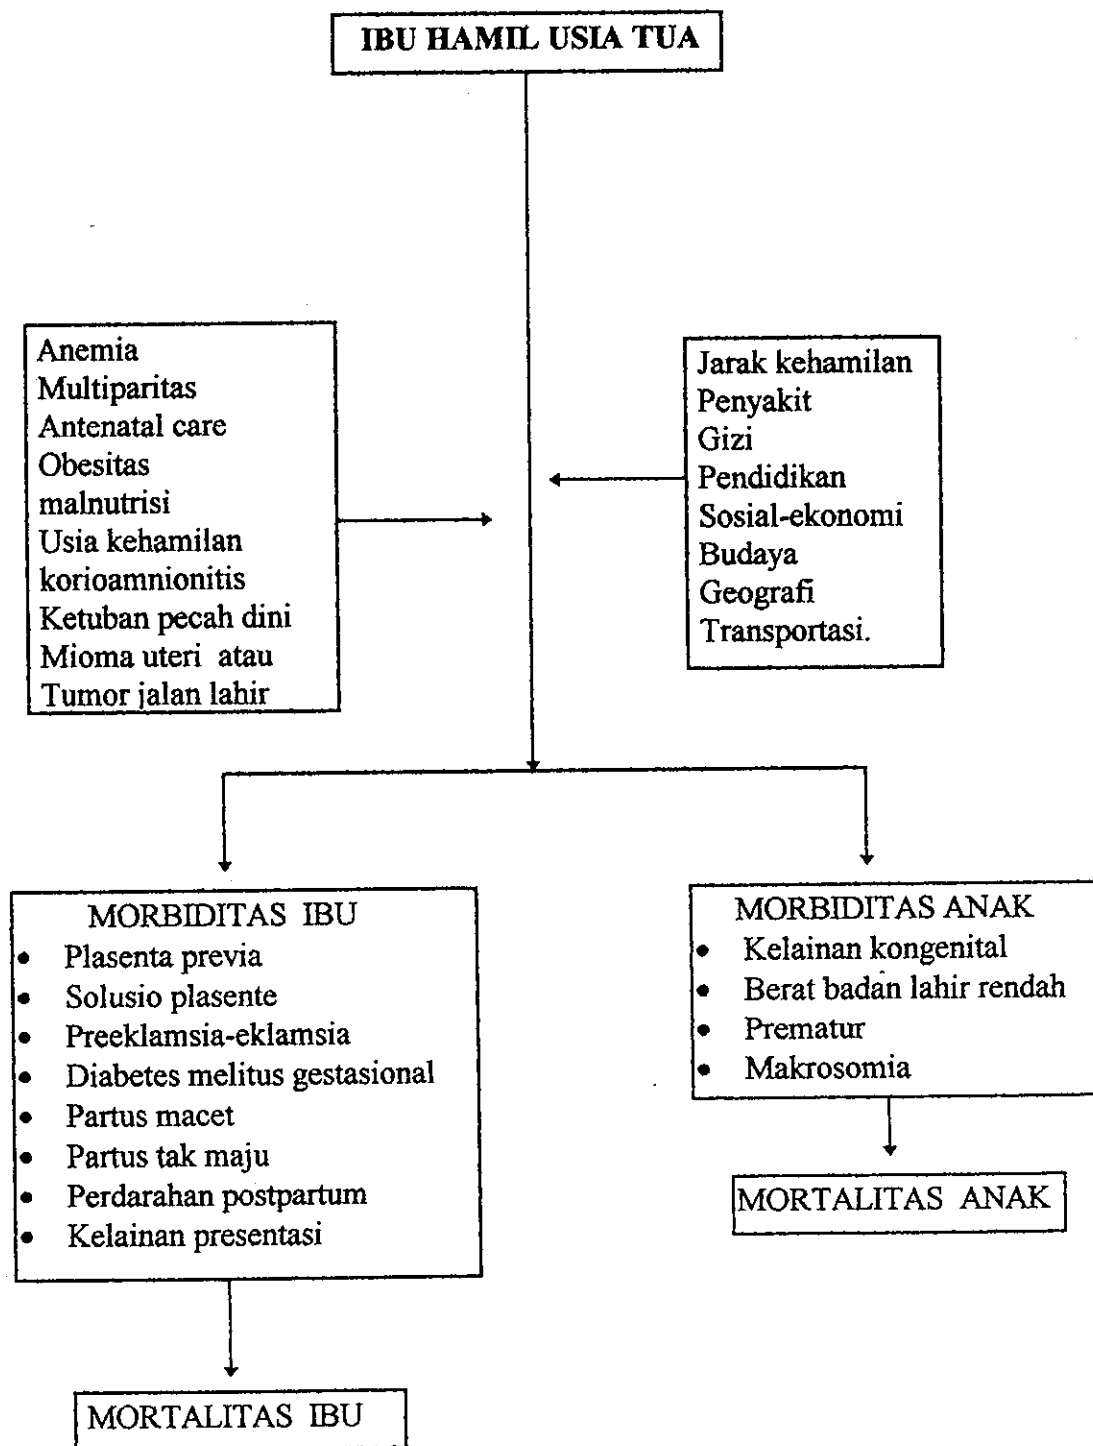 IBU HAMIL USIA TUA
Anemia
Multiparitas
Antenatal care
Obesitas
malnutrisi
Usia kehamilan
korioamnionitis
Ketuban pecah dini
Mioma uteri atau
Tumor jalan lahir
Jarak kehamilan
Penyakit
Gizi
Pendidikan
Sosial-ekonomi
Budaya
Geografi
Transportasi.
MORBIDITAS IBU
• Plasenta previa
• Solusio plasente
• Preeklamsia-eklamsia
• Diabetes melitus gestasional
• Partus macet
• Partus tak maju
• Perdarahan postpartum
• Kelainan presentasi
MORBIDITAS ANAK
• Kelainan kongenital
• Berat badan lahir rendah
• Prematur
• Makrosomia
MORTALITAS ANAK
MORTALITAS IBU